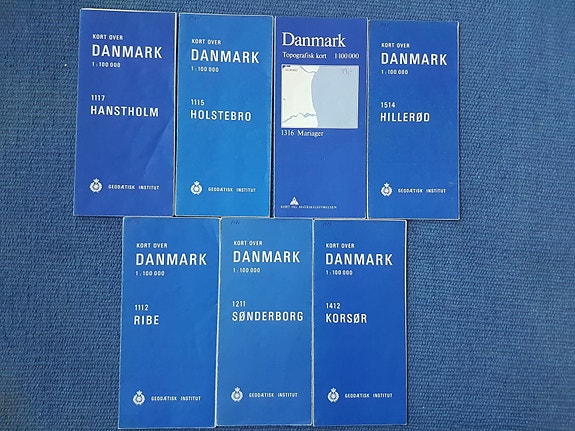 KORT OVER
DANMARK
1:100 000
1117
HANSTHOLM
GEODÆTISK INSTITUT
KORT OVER
DANMARK
1:100 000
1115
HOLSTEBRO
GEODÆTISK INSTITUT
Danmark
Topografisk kort 1:100 000
1316 Mariager
KORT- OG MATRIKELSTYRELSEN
KORT OVER
DANMARK
1:100 000
1514
HILLERØD
GEODÆTISK INSTITUT
KORT OVER
DANMARK
1:100 000
1112
RIBE
GEODÆTISK INSTITUT
KORT OVER
DANMARK
1:100 000
1211
SØNDERBORG
GEODÆTISK INSTITUT
KORT OVER
DANMARK
1:100 000
1412
KORSØR
GEODÆTISK INSTITUT